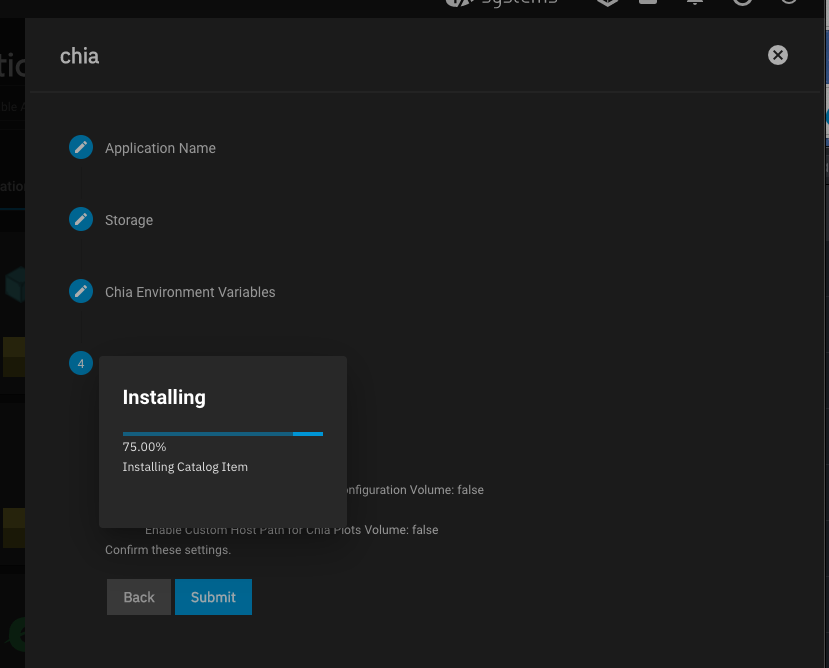 systems
chia
Application Name
Storage
Chia Environment Variables
4
Installing
75.00%
Installing Catalog Item
onfiguration Volume: false
Enable Custom Host Path for Chia Plots Volume: false
Confirm these settings.
Back
Submit